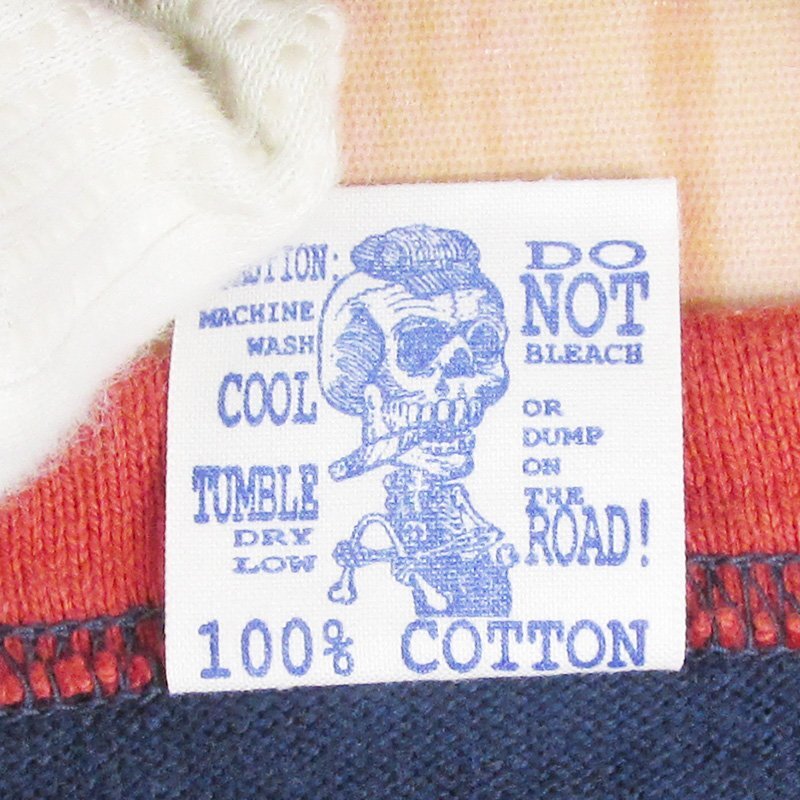 MACHINE
WASH
COOL
TUMBLE
DRY
LOW
DO
NOT
BLEACH
OR
DUMP
ON
THE
ROAD!
100% COTTON